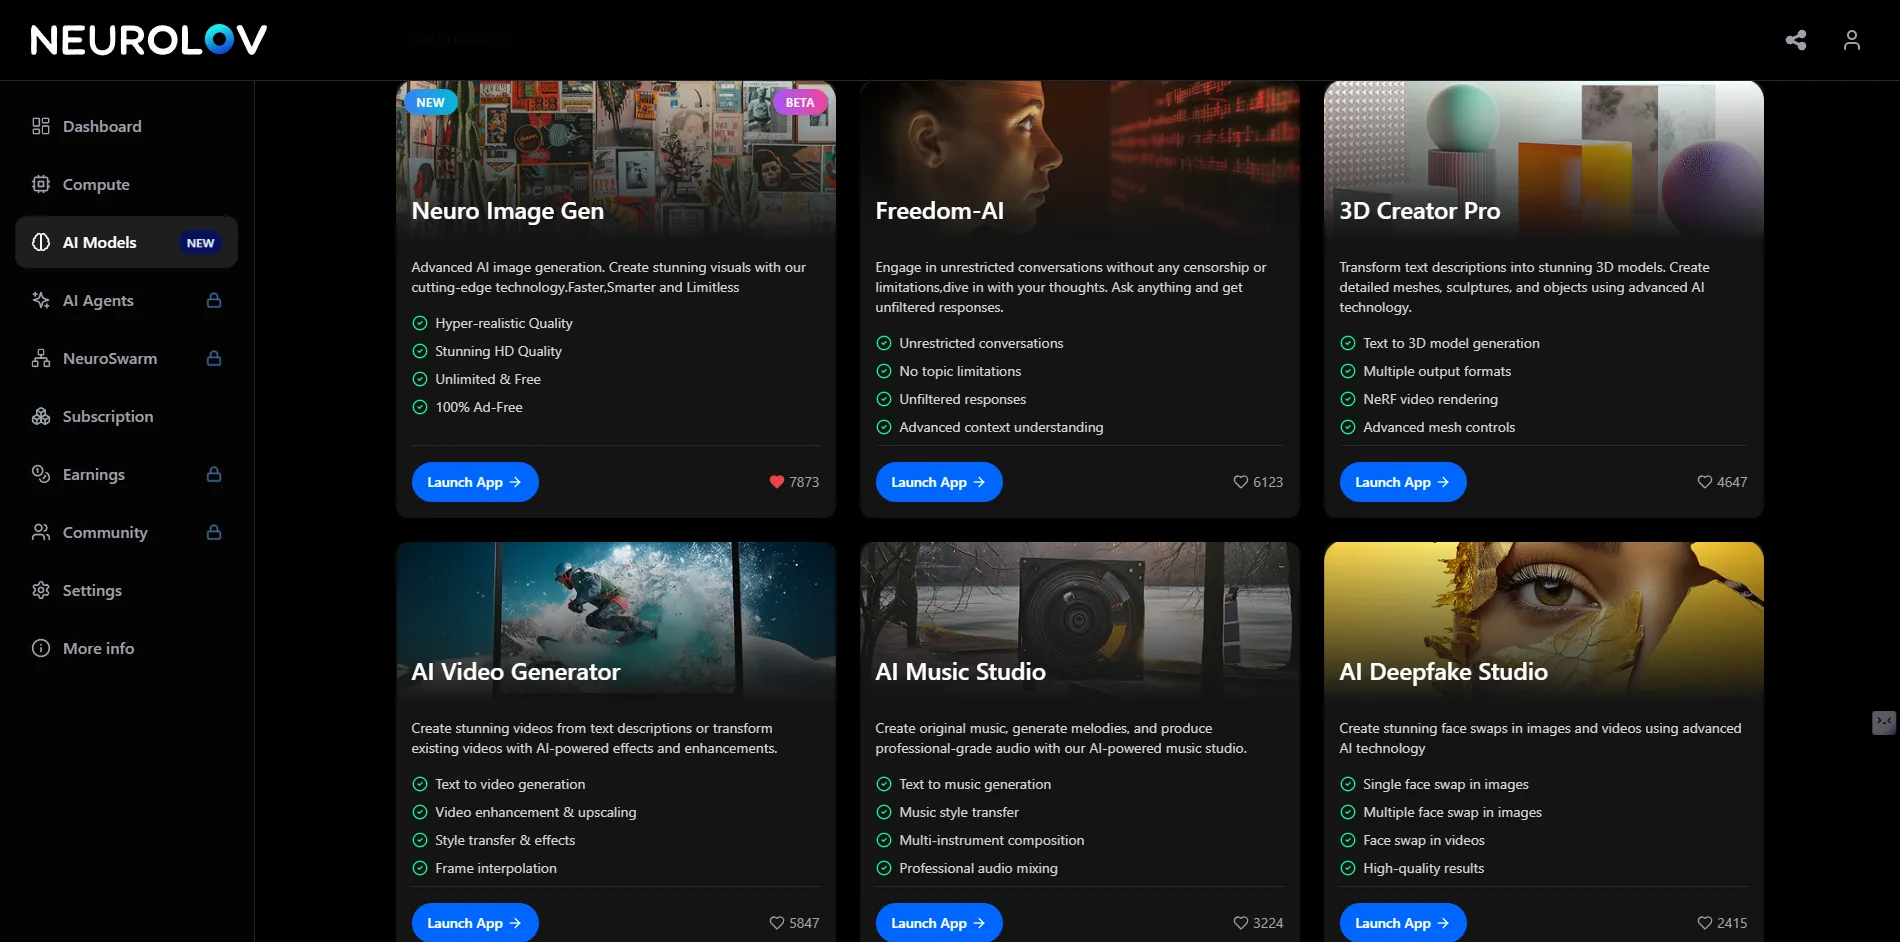 NEUROLOV
Dashboard
Compute
AI Models NEW
AI Agents
NeuroSwarm
Subscription
Earnings
Community
Settings
More info
NEW BETA
Neuro Image Gen
Advanced AI image generation. Create stunning visuals with our
cutting-edge technology.Faster,Smarter and Limitless
Hyper-realistic Quality
Stunning HD Quality
Unlimited & Free
100% Ad-Free
Launch App → 7873
Freedom-AI
Engage in unrestricted conversations without any censorship or
limitations,dive in with your thoughts. Ask anything and get
unfiltered responses.
Unrestricted conversations
No topic limitations
Unfiltered responses
Advanced context understanding
Launch App → 6123
3D Creator Pro
Transform text descriptions into stunning 3D models. Create
detailed meshes, sculptures, and objects using advanced AI
technology.
Text to 3D model generation
Multiple output formats
NeRF video rendering
Advanced mesh controls
Launch App → 4647
AI Video Generator
Create stunning videos from text descriptions or transform
existing videos with AI-powered effects and enhancements.
Text to video generation
Video enhancement & upscaling
Style transfer & effects
Frame interpolation
Launch App → 5847
AI Music Studio
Create original music, generate melodies, and produce
professional-grade audio with our AI-powered music studio.
Text to music generation
Music style transfer
Multi-instrument composition
Professional audio mixing
Launch App → 3224
AI Deepfake Studio
Create stunning face swaps in images and videos using advanced
AI technology
Single face swap in images
Multiple face swap in images
Face swap in videos
High-quality results
Launch App → 2415